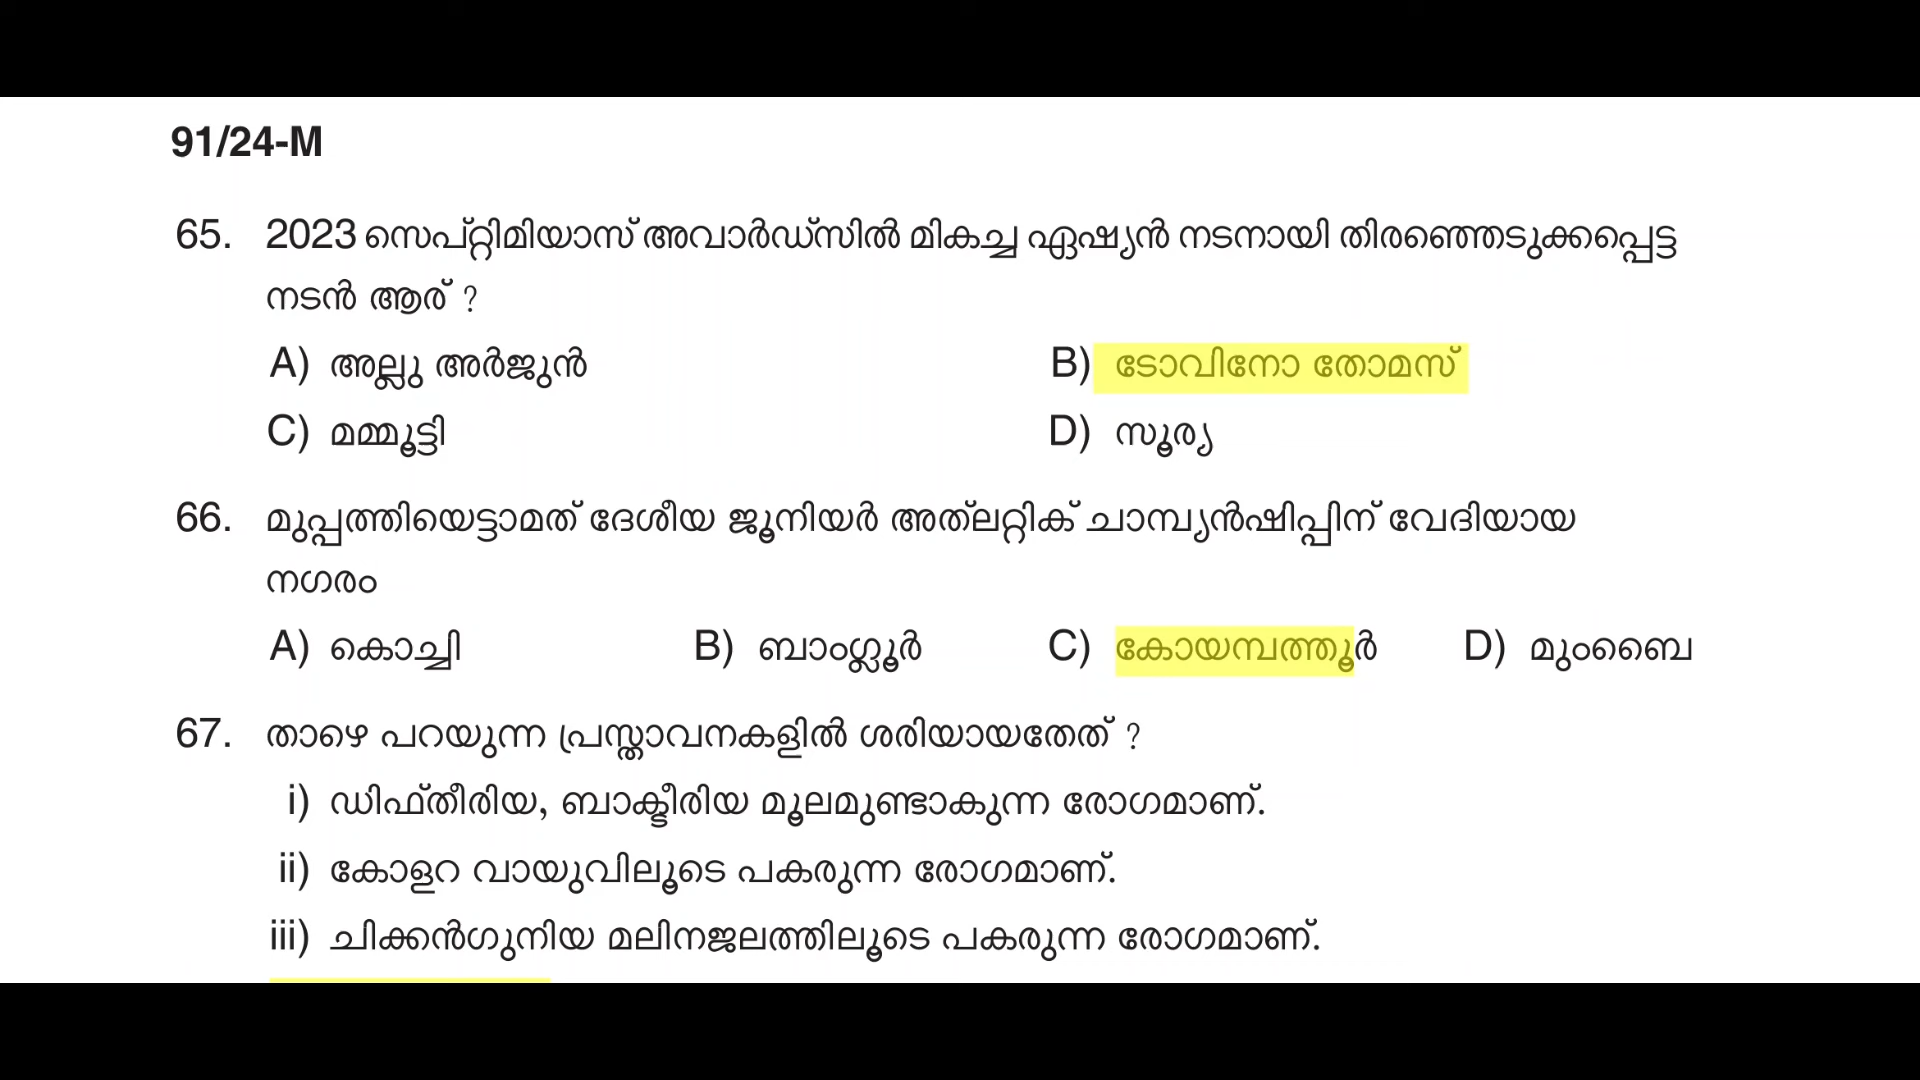 91/24-M
65. 2023 സെപ്റ്റിമിയാസ് അവാർഡ്സിൽ മികച്ച ഏഷ്യൻ നടനായി തിരഞ്ഞെടുക്കപ്പെട്ട
നടൻ ആര് ?
A) അല്ലു അർജുൻ B) ടോവിനോ തോമസ്
C) മമ്മൂട്ടി D) സൂര്യ
66. മുപ്പത്തിയെട്ടാമത് ദേശീയ ജൂനിയർ അത്‌ലറ്റിക് ചാമ്പ്യൻഷിപ്പിന് വേദിയായ
നഗരം
A) കൊച്ചി B) ബാംഗ്ലൂർ C) കോയമ്പത്തൂർ D) മുംബൈ
67. താഴെ പറയുന്ന പ്രസ്താവനകളിൽ ശരിയായതേത് ?
i) ഡിഫ്തീരിയ, ബാക്ടീരിയ മൂലമുണ്ടാകുന്ന രോഗമാണ്.
ii) കോളറ വായുവിലൂടെ പകരുന്ന രോഗമാണ്.
iii) ചിക്കൻഗുനിയ മലിനജലത്തിലൂടെ പകരുന്ന രോഗമാണ്.